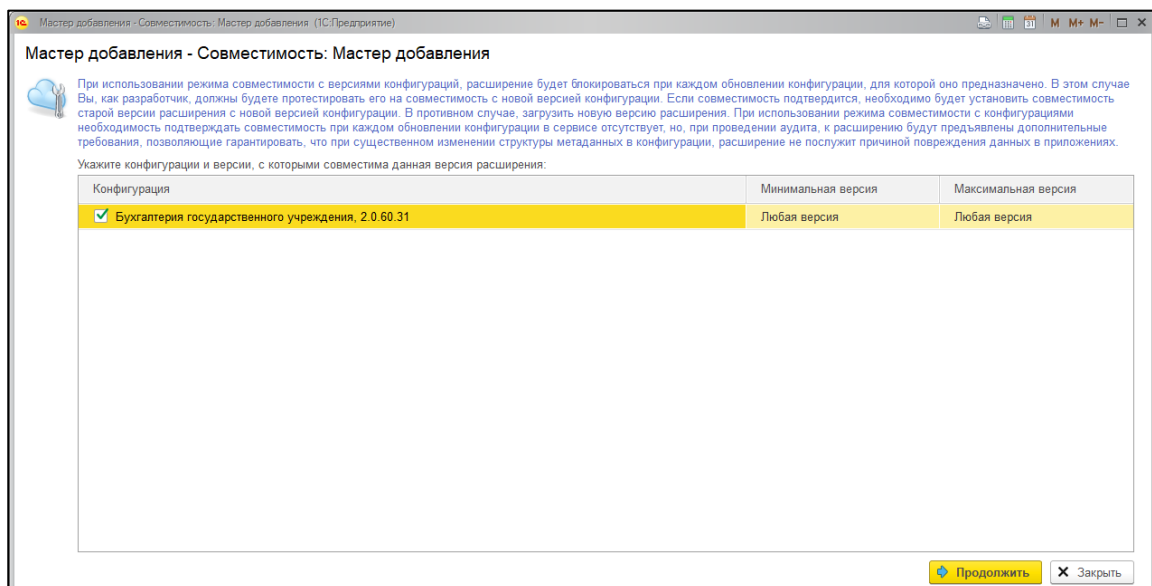 1С Мастер добавления - Совместимость: Мастер добавления (1С:Предприятие) 31 M M+ M-
Мастер добавления - Совместимость: Мастер добавления
При использовании режима совместимости с версиями конфигураций, расширение будет блокироваться при каждом обновлении конфигурации, для которой оно предназначено. В этом случае
Вы, как разработчик, должны будете протестировать его на совместимость с новой версией конфигурации. Если совместимость подтвердится, необходимо будет установить совместимость
старой версии расширения с новой версией конфигурации. В противном случае, загрузить новую версию расширения. При использовании режима совместимости с конфигурациями
необходимость подтверждать совместимость при каждом обновлении конфигурации в сервисе отсутствует, но, при проведении аудита, к расширению будут предъявлены дополнительные
требования, позволяющие гарантировать, что при существенном изменении структуры метаданных в конфигурации, расширение не послужит причиной повреждения данных в приложениях.
Укажите конфигурации и версии, с которыми совместима данная версия расширения:
Конфигурация Минимальная версия Максимальная версия
Бухгалтерия государственного учреждения, 2.0.60.31 Любая версия Любая версия
Продолжить Закрыть